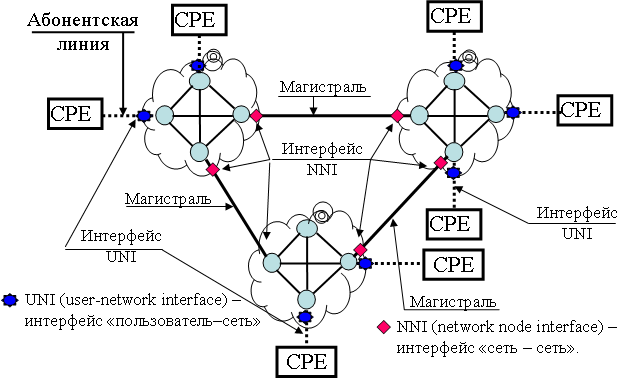 CPE
CPE
Абонентская
линия
CPE
CPE
Магистраль
Интерфейс
NNI
Магистраль
CPE
Интерфейс
UNI
Интерфейс
UNI
CPE
Магистраль
UNI (user-network interface) –
интерфейс «пользователь–сеть»
NNI (network node interface) –
интерфейс «сеть – сеть».
CPE